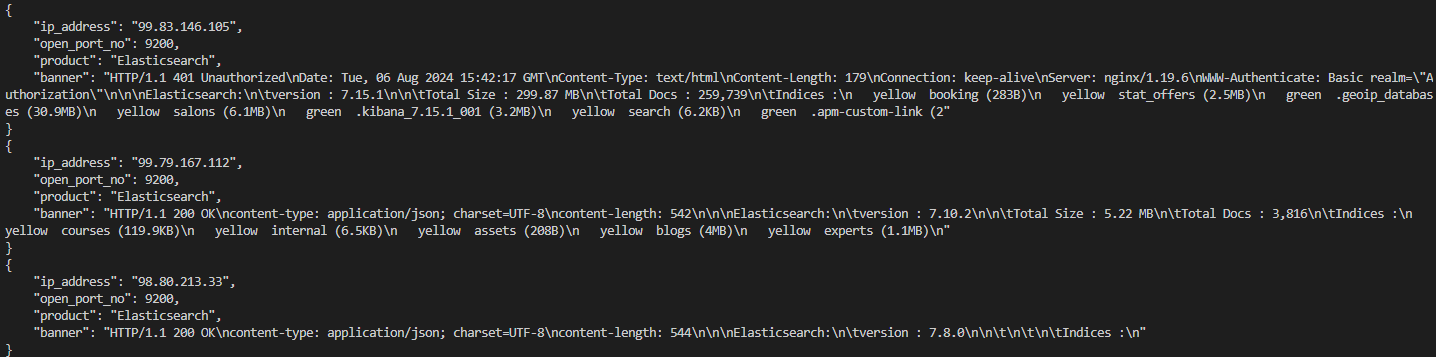 {
    "ip_address": "99.83.146.105",
    "open_port_no": 9200,
    "product": "Elasticsearch",
    "banner": "HTTP/1.1 401 Unauthorized\nDate: Tue, 06 Aug 2024 15:42:17 GMT\nContent-Type: text/html\nContent-Length: 179\nConnection: keep-alive\nServer: nginx/1.19.6\nWWW-Authenticate: Basic realm=\"A
uthorization\"\n\n\nElasticsearch:\n\tversion : 7.15.1\n\n\tTotal Size : 299.87 MB\n\tTotal Docs : 259,739\n\tIndices :\n   yellow  booking (283B)\n   yellow  stat_offers (2.5MB)\n   green  .geoip_databas
es (30.9MB)\n   yellow  salons (6.1MB)\n   green  .kibana_7.15.1_001 (3.2MB)\n   yellow  search (6.2KB)\n   green  .apm-custom-link (2"
}
{
    "ip_address": "99.79.167.112",
    "open_port_no": 9200,
    "product": "Elasticsearch",
    "banner": "HTTP/1.1 200 OK\ncontent-type: application/json; charset=UTF-8\ncontent-length: 542\n\n\nElasticsearch:\n\tversion : 7.10.2\n\n\tTotal Size : 5.22 MB\n\tTotal Docs : 3,816\n\tIndices :\n
yellow  courses (119.9KB)\n   yellow  internal (6.5KB)\n   yellow  assets (208B)\n   yellow  blogs (4MB)\n   yellow  experts (1.1MB)\n"
}
{
    "ip_address": "98.80.213.33",
    "open_port_no": 9200,
    "product": "Elasticsearch",
    "banner": "HTTP/1.1 200 OK\ncontent-type: application/json; charset=UTF-8\ncontent-length: 544\n\n\nElasticsearch:\n\tversion : 7.8.0\n\n\t\n\t\n\tIndices :\n"
}